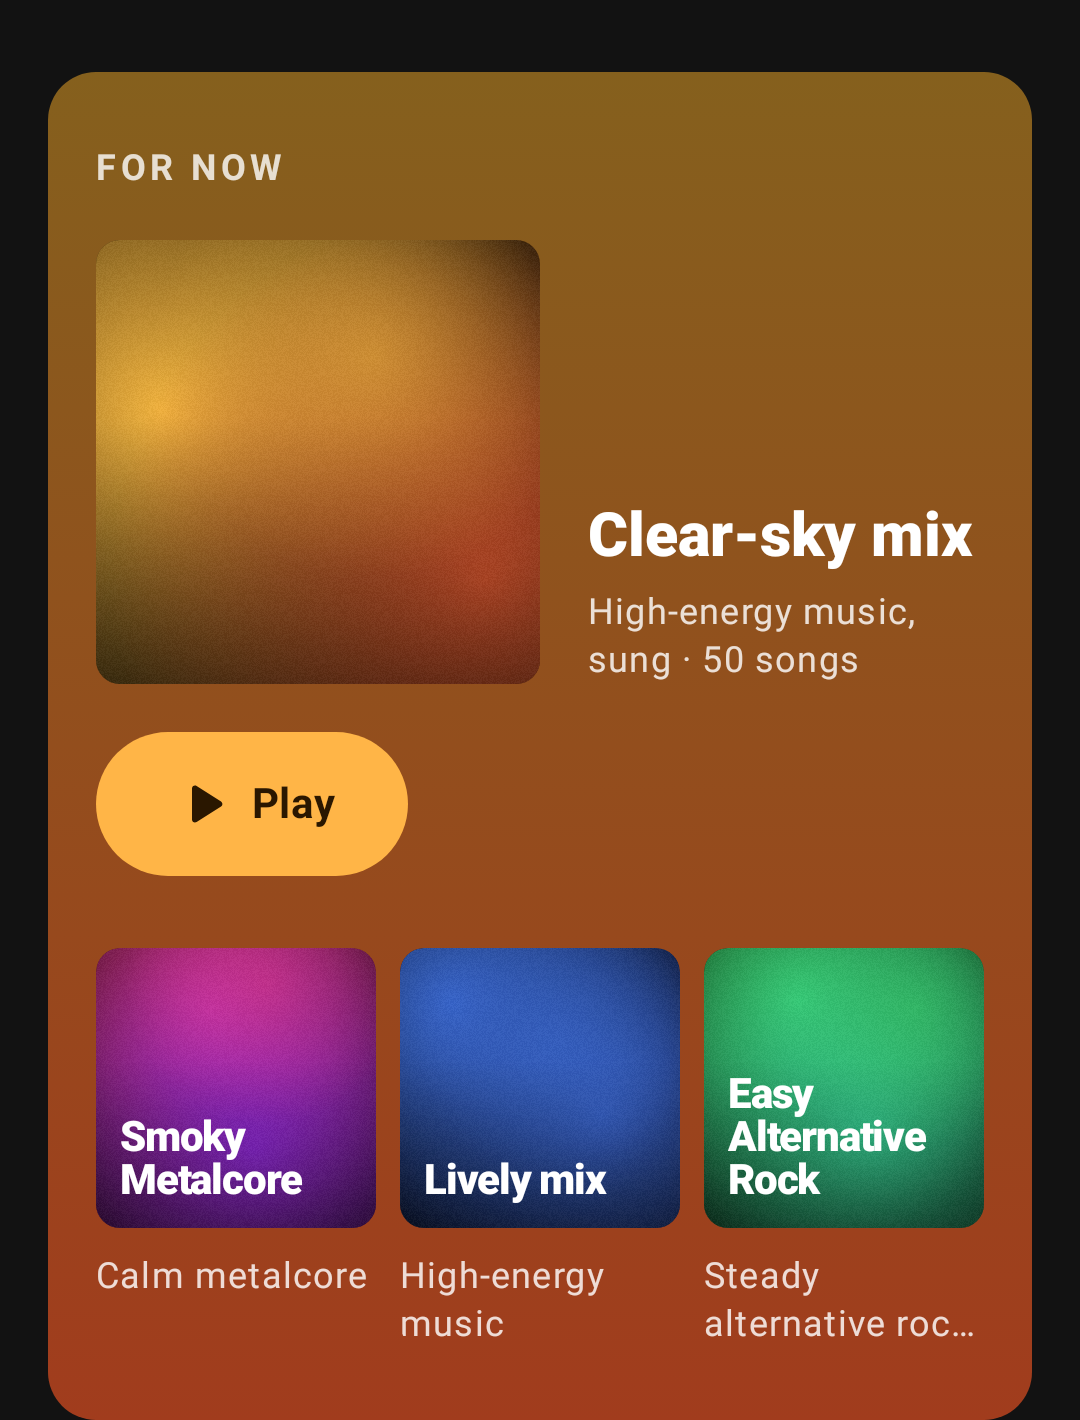 FOR NOW
Clear-sky mix
High-energy music,
sung · 50 songs
Play
Smoky
Metalcore
Lively mix
Easy
Alternative
Rock
Calm metalcore
High-energy
music
Steady
alternative roc…